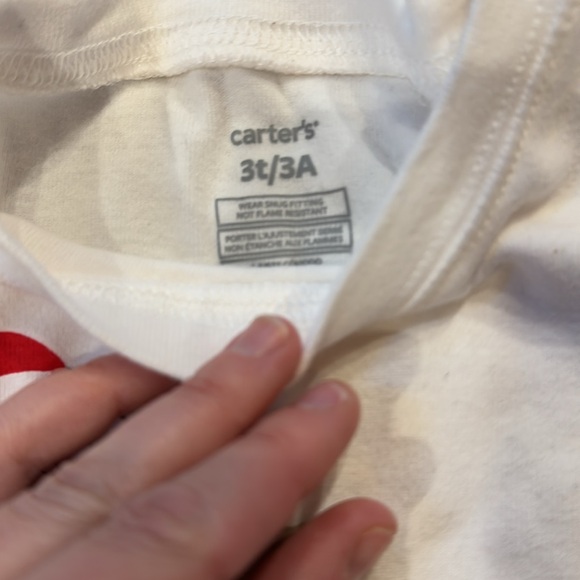 carter's
3t/3A
WEAR SNUG FITTING
NOT FLAME RESISTANT
PORTER L'AJUSTEMENT SERRÉ
NON ÉTANCHE AUX FLAMMES